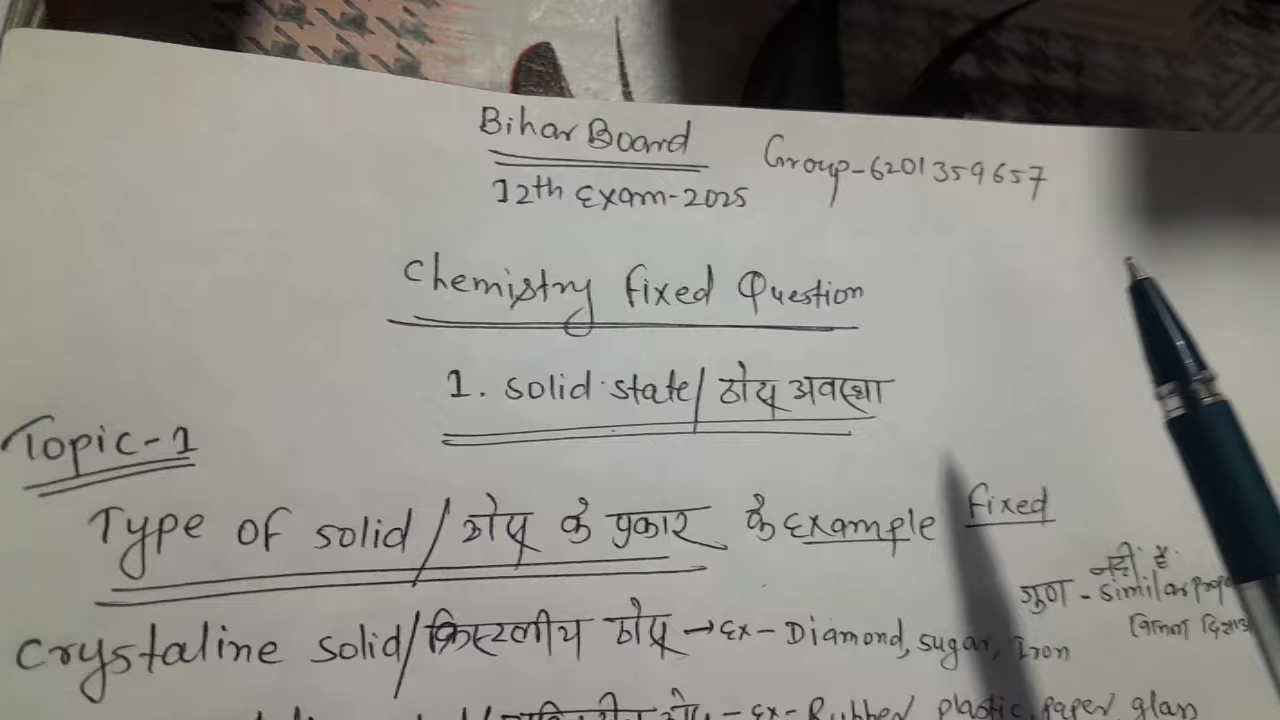 Bihar Board
Group-6201359657
12th Exam-2025
Chemistry fixed Question
1. solid state/ठोस अवस्था
Topic-1
Type of solid/ठोस के प्रकार के Example fixed
नहीं है
गुण - similar prop
Crystaline solid/क्रिस्टलीय ठोस → Ex- Diamond, sugar, Iron
ठोस - Ex- Rubber, plastic, paper glass